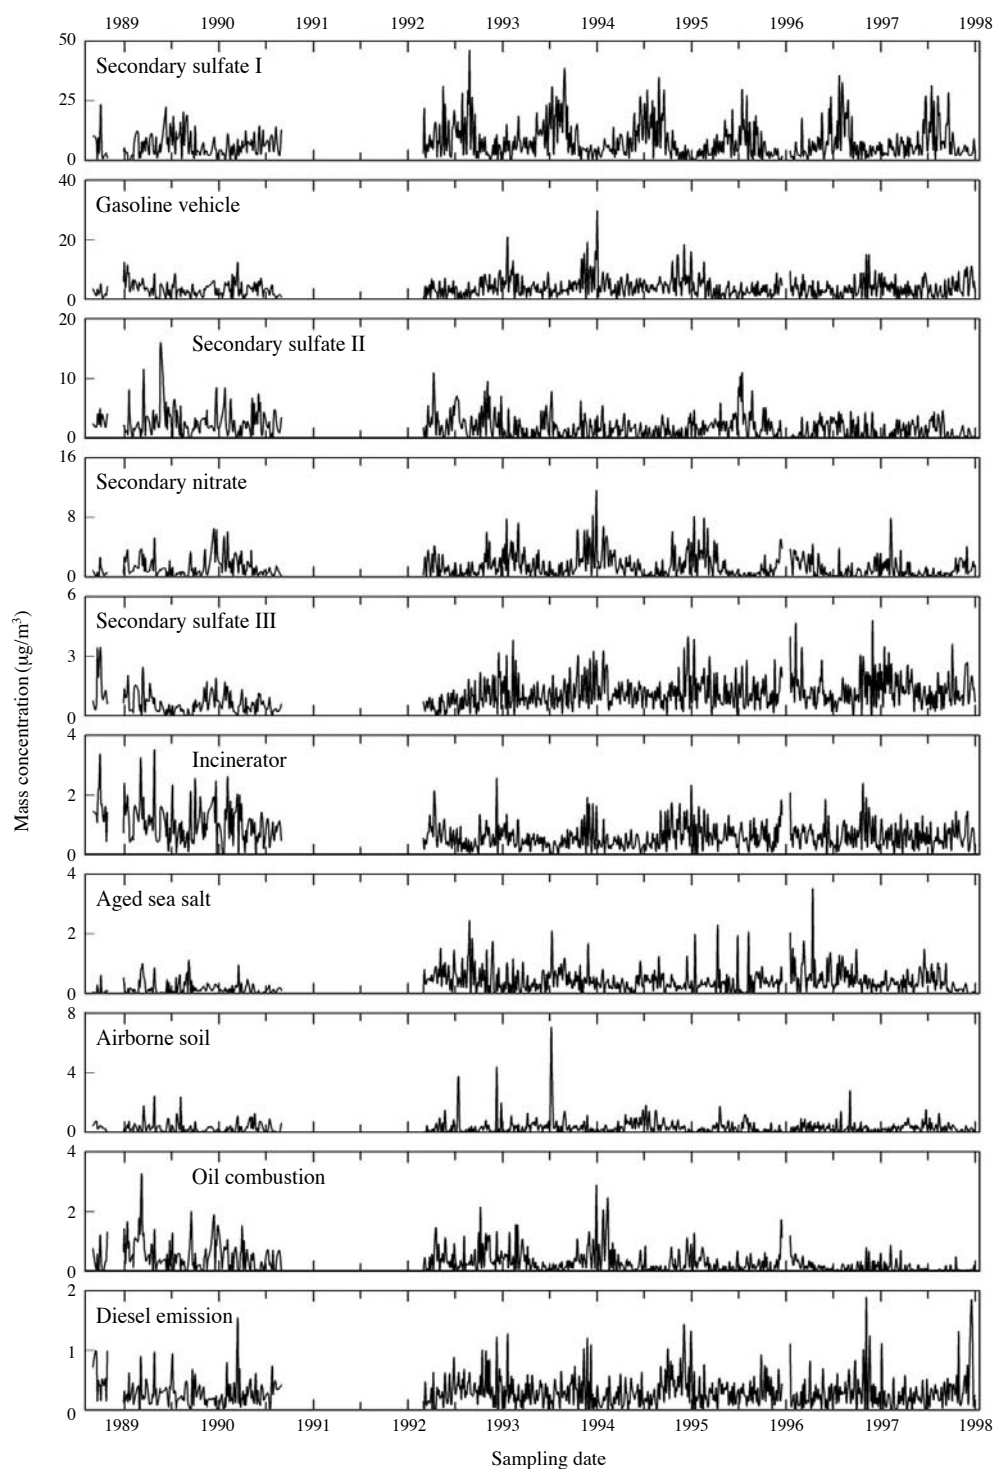 1989 1990 1991 1992 1993 1994 1995 1996 1997 1998
50
Secondary sulfate I
25
0
40
Gasoline vehicle
20
0
20
Secondary sulfate II
10
0
16
Secondary nitrate
8
0
6
Secondary sulfate III
3
0
4
Incinerator
2
0
4
Aged sea salt
2
0
8
Airborne soil
4
0
4
Oil combustion
2
0
2
Diesel emission
1
0
1989 1990 1991 1992 1993 1994 1995 1996 1997 1998
Sampling date
Mass concentration (μg/m³)